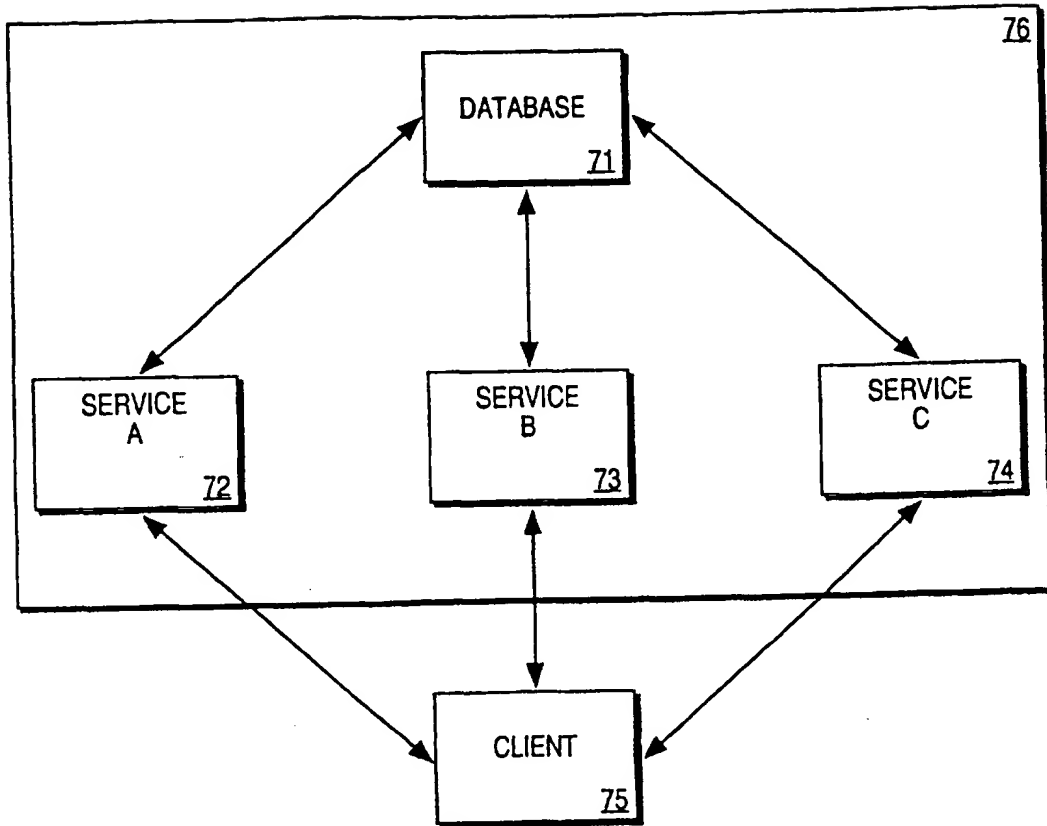 76
DATABASE
71
SERVICE
A
72
SERVICE
B
73
SERVICE
C
74
CLIENT
75